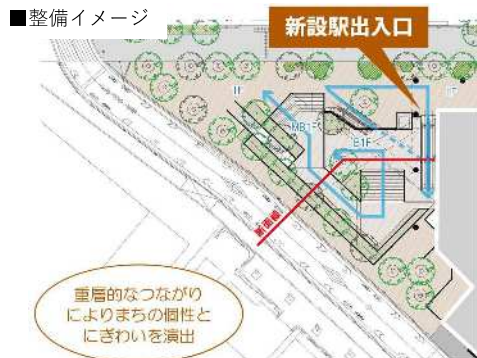 ■整備イメージ
新設駅出入口
1F
1F
MB1F
B1F
断面線
重層的なつながり
によりまちの個性と
にぎわいを演出